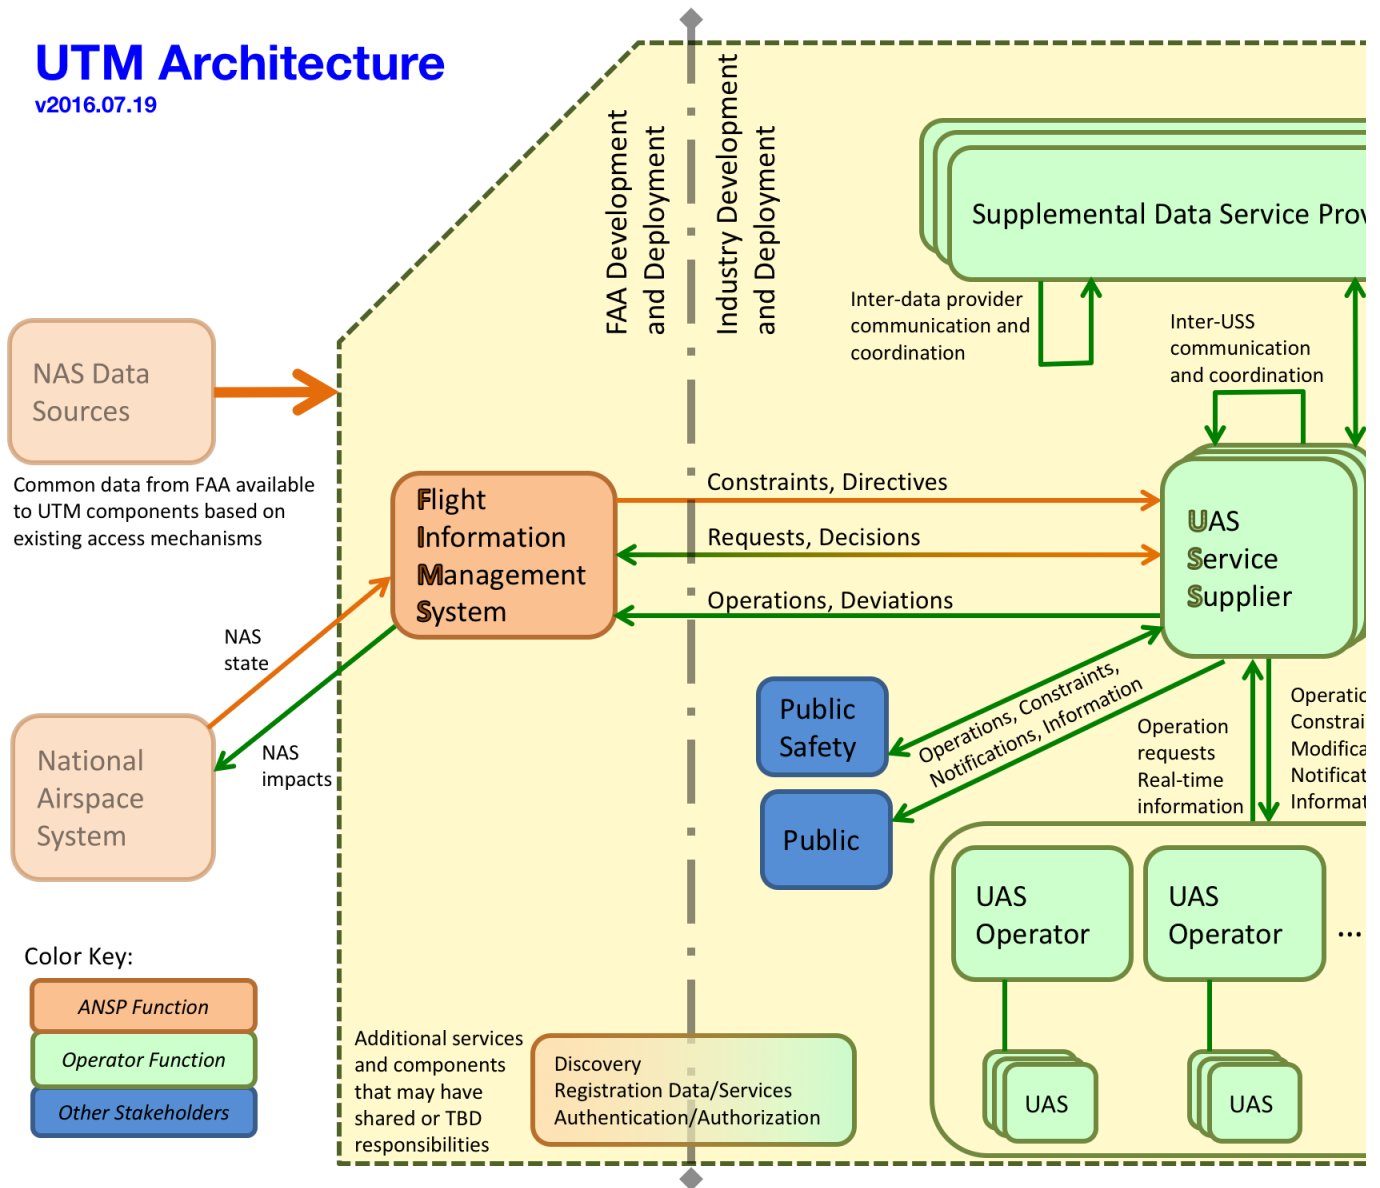 UTM Architecture
v2016.07.19
FAA Development
and Deployment
Industry Development
and Deployment
Supplemental Data Service Prov
Inter-data provider
communication and
coordination
Inter-USS
communication
and coordination
NAS Data
Sources
Common data from FAA available
to UTM components based on
existing access mechanisms
Flight
Information
Management
System
Constraints, Directives
Requests, Decisions
Operations, Deviations
UAS
Service
Supplier
NAS
state
NAS
impacts
National
Airspace
System
Public
Safety
Public
Operations, Constraints,
Notifications, Information
Operation
requests
Real-time
information
Operatio
Constrai
Modifica
Notificat
Informat
UAS
Operator
UAS
Operator
...
UAS
UAS
Color Key:
ANSP Function
Operator Function
Other Stakeholders
Additional services
and components
that may have
shared or TBD
responsibilities
Discovery
Registration Data/Services
Authentication/Authorization